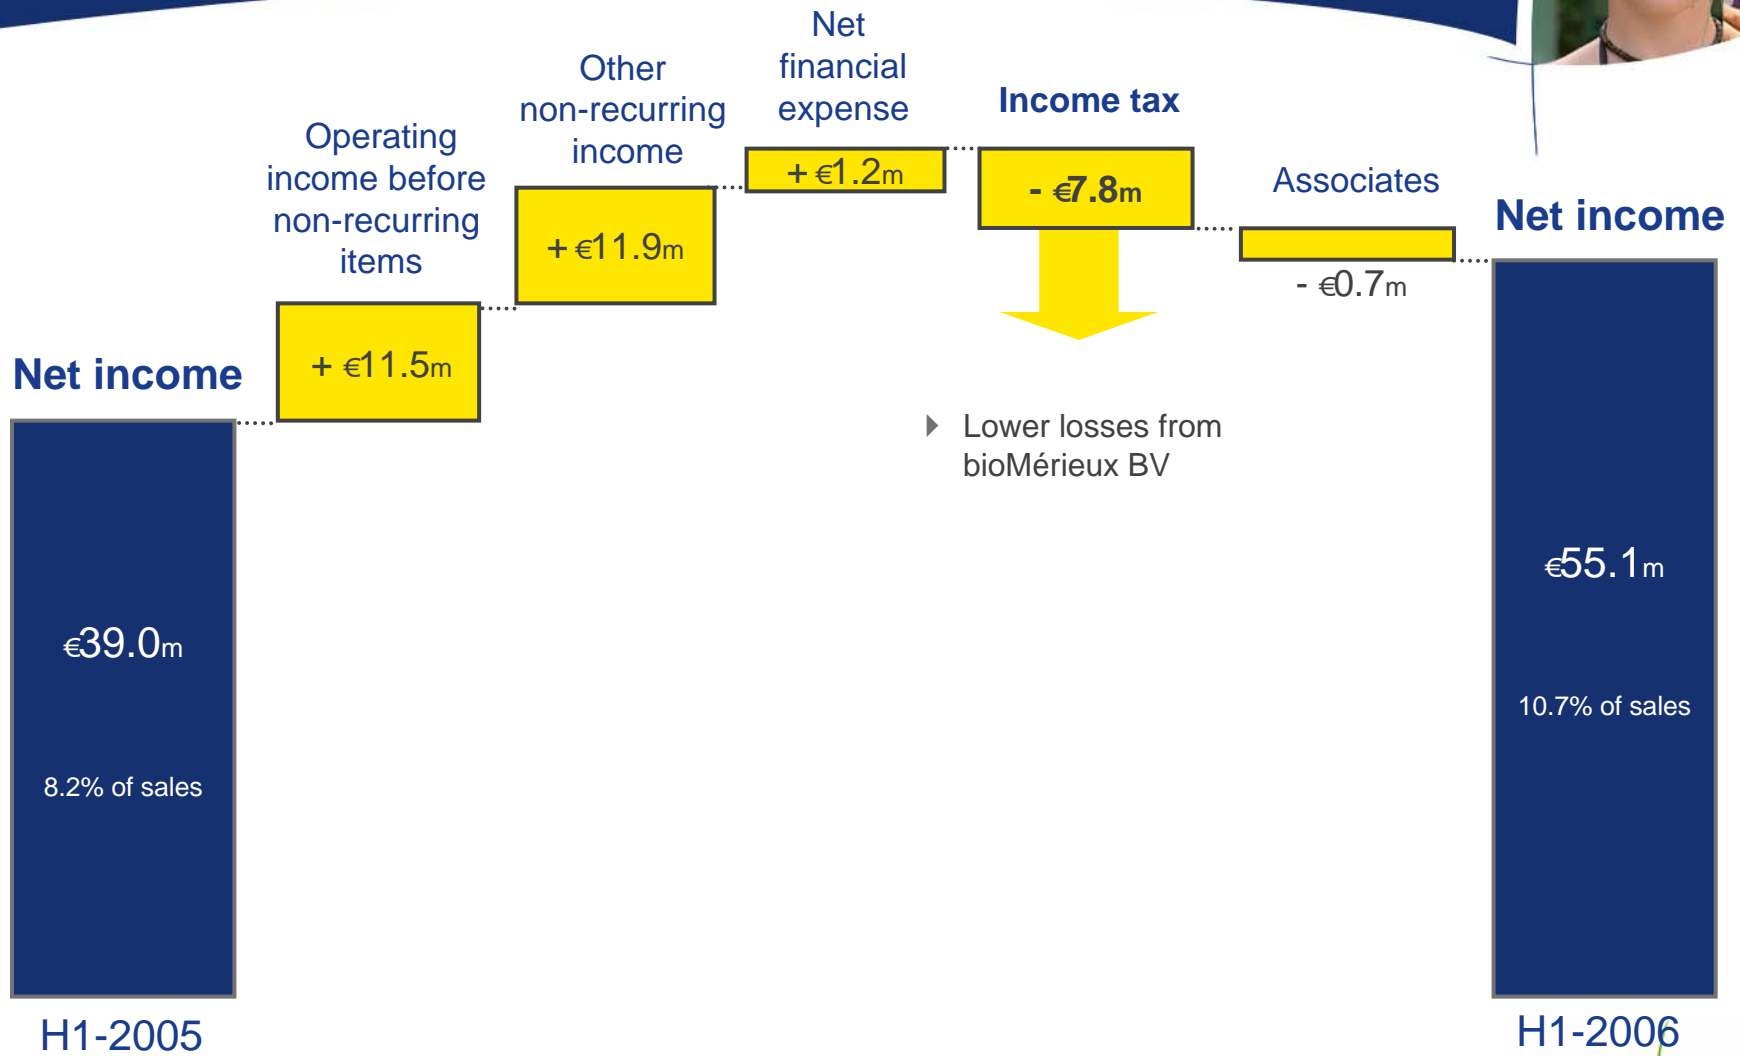 Net
financial
expense
Other
non-recurring
income
Income tax
Operating
income before
non-recurring
items
+ €1.2m
- €7.8m
Associates
Net income
+ €11.9m
- €0.7m
Net income
+ €11.5m
Lower losses from
bioMérieux BV
€55.1m
€39.0m
10.7% of sales
8.2% of sales
H1-2005
H1-2006